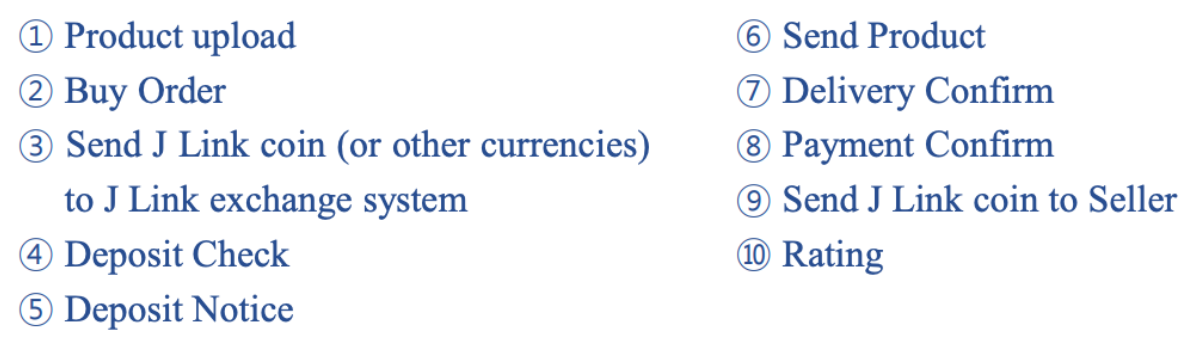 ① Product upload
② Buy Order
③ Send J Link coin (or other currencies)
to J Link exchange system
④ Deposit Check
⑤ Deposit Notice
⑥ Send Product
⑦ Delivery Confirm
⑧ Payment Confirm
⑨ Send J Link coin to Seller
⑩ Rating